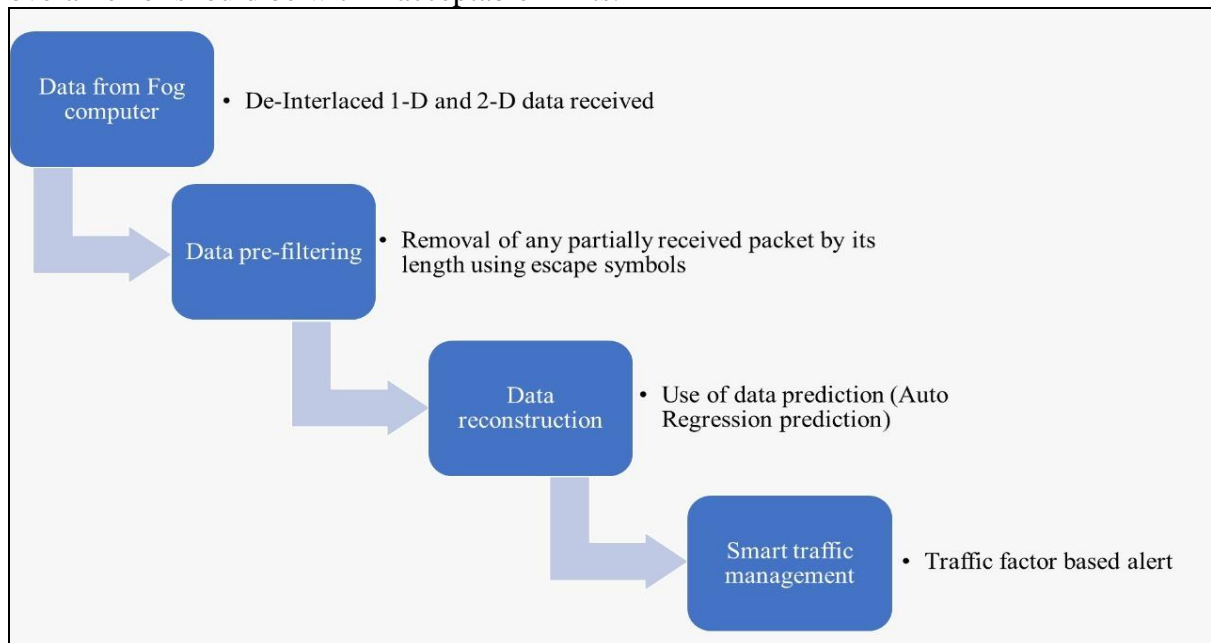 Data from Fog
computer
• De-Interlaced 1-D and 2-D data received
Data pre-filtering
• Removal of any partially received packet by its
length using escape symbols
Data
reconstruction
• Use of data prediction (Auto
Regression prediction)
Smart traffic
management
• Traffic factor based alert